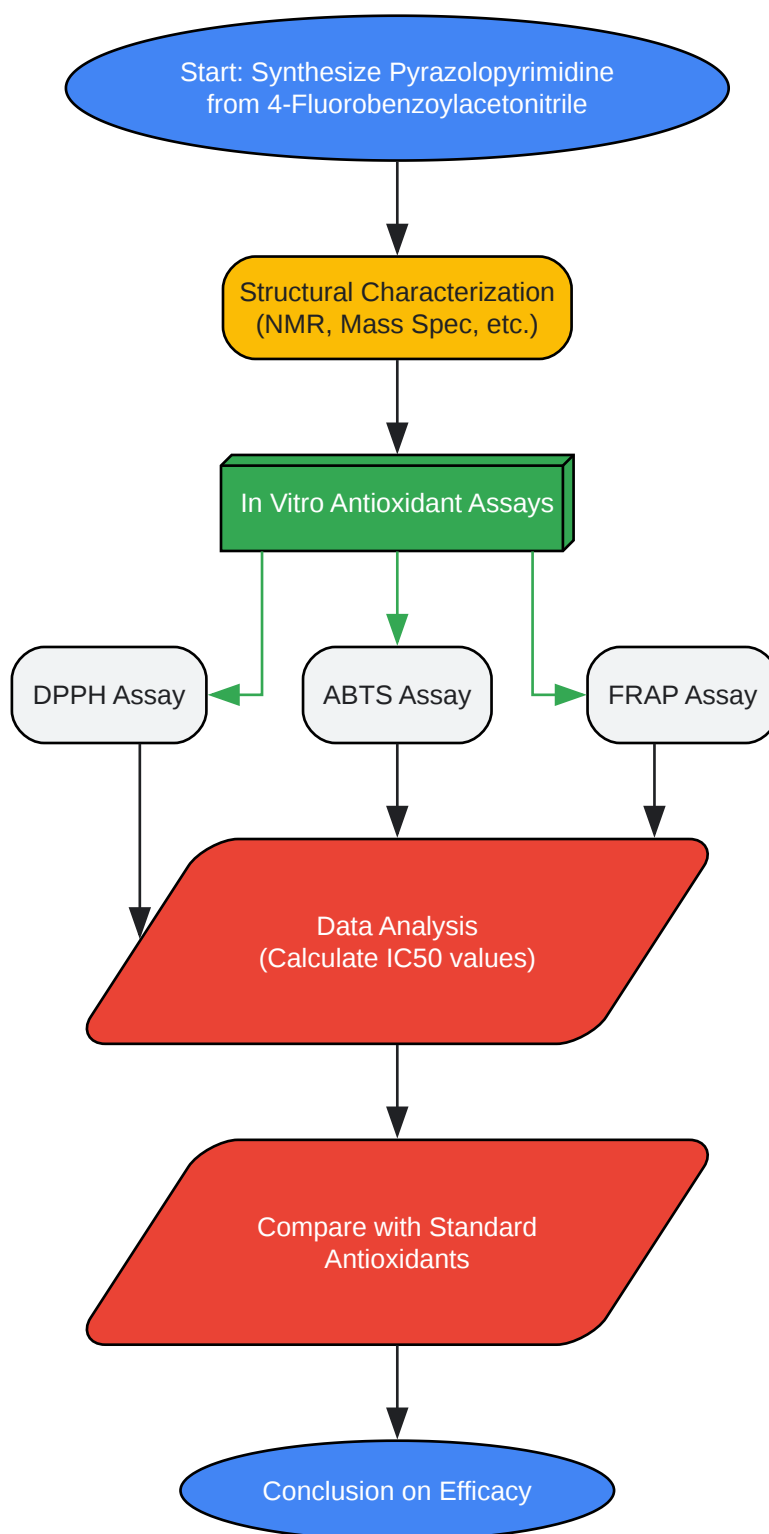 Start: Synthesize Pyrazolopyrimidine
from 4-Fluorobenzoylacetonitrile
Structural Characterization
(NMR, Mass Spec, etc.)
In Vitro Antioxidant Assays
DPPH Assay
ABTS Assay
FRAP Assay
Data Analysis
(Calculate IC50 values)
Compare with Standard
Antioxidants
Conclusion on Efficacy